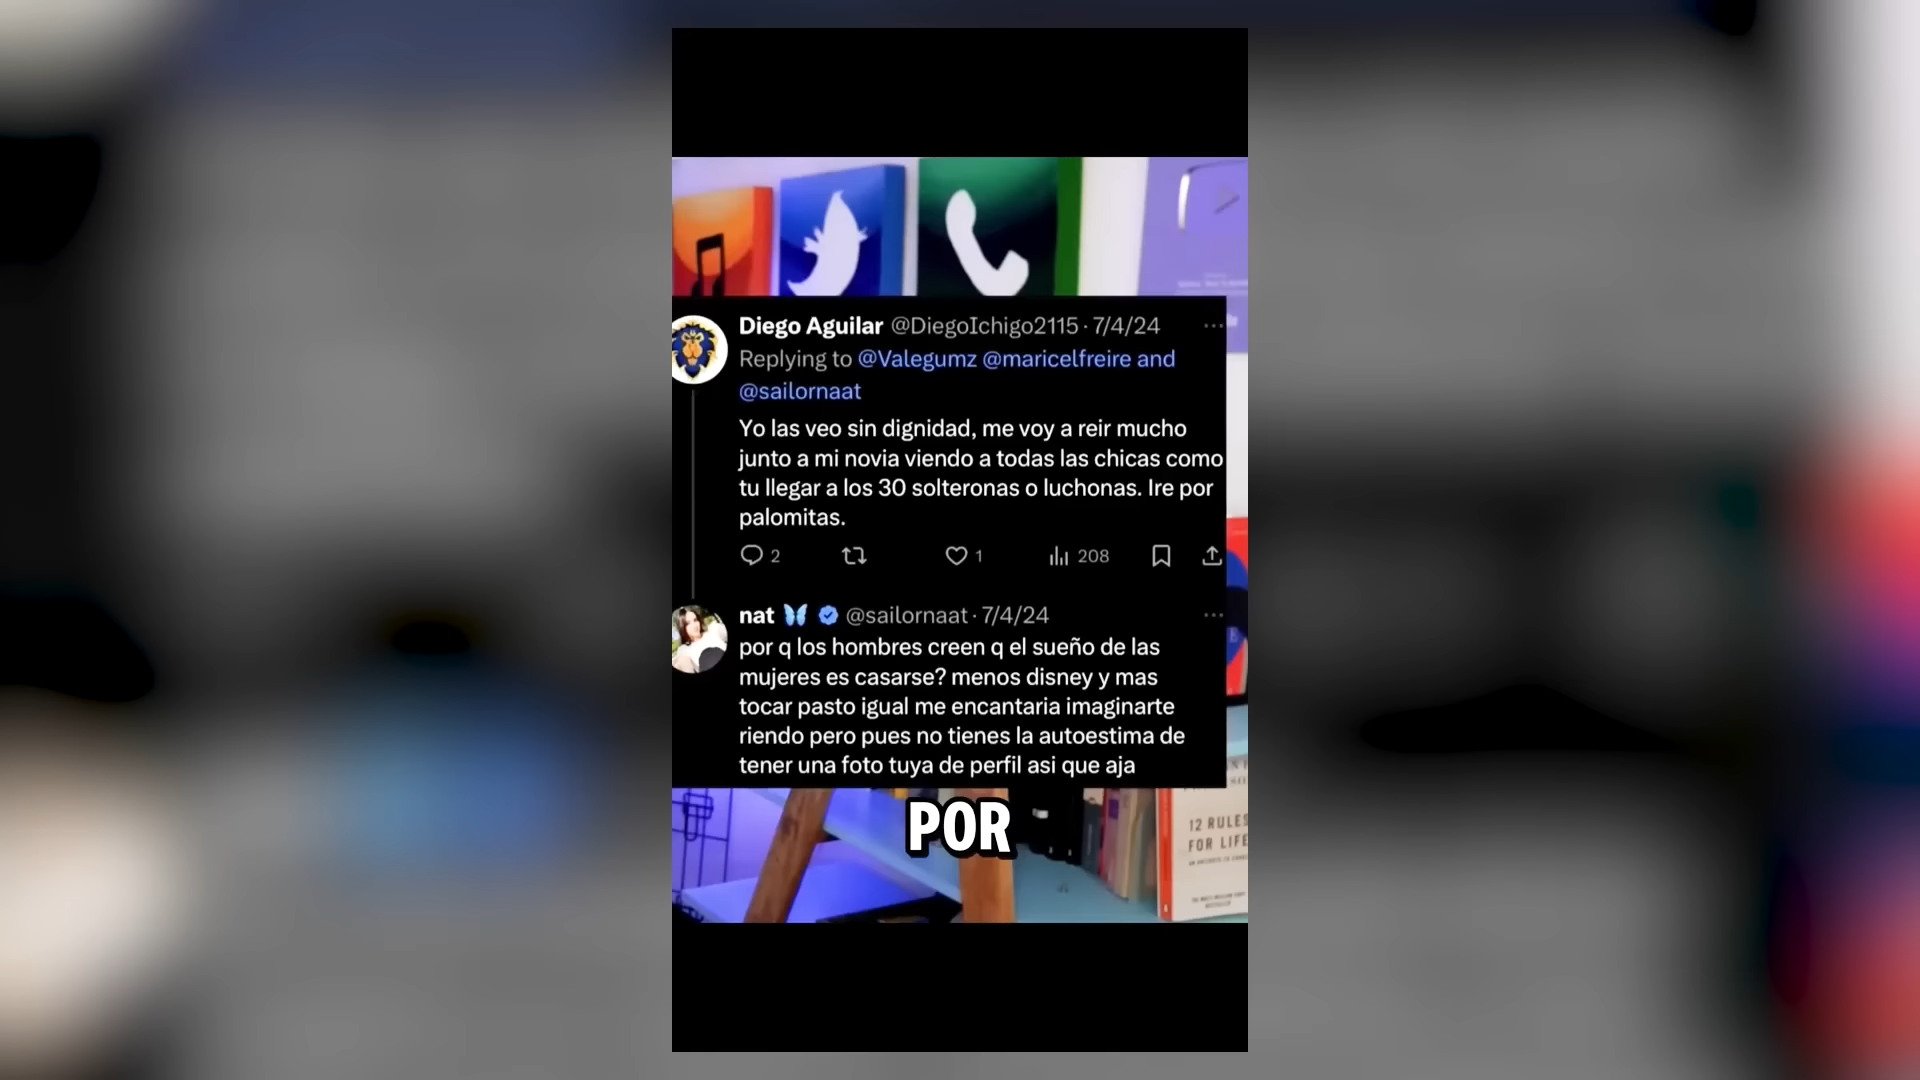 Diego Aguilar @DiegoIchigo2115 · 7/4/24
Replying to @Valegumz @maricelfreire and
@sailornaat
Yo las veo sin dignidad, me voy a reir mucho
junto a mi novia viendo a todas las chicas como
tu llegar a los 30 solteronas o luchonas. Ire por
palomitas.
2 1 208
nat @sailornaat · 7/4/24
por q los hombres creen q el sueño de las
mujeres es casarse? menos disney y mas
tocar pasto igual me encantaria imaginarte
riendo pero pues no tienes la autoestima de
tener una foto tuya de perfil asi que aja
POR
12 RULES
FOR LIFE